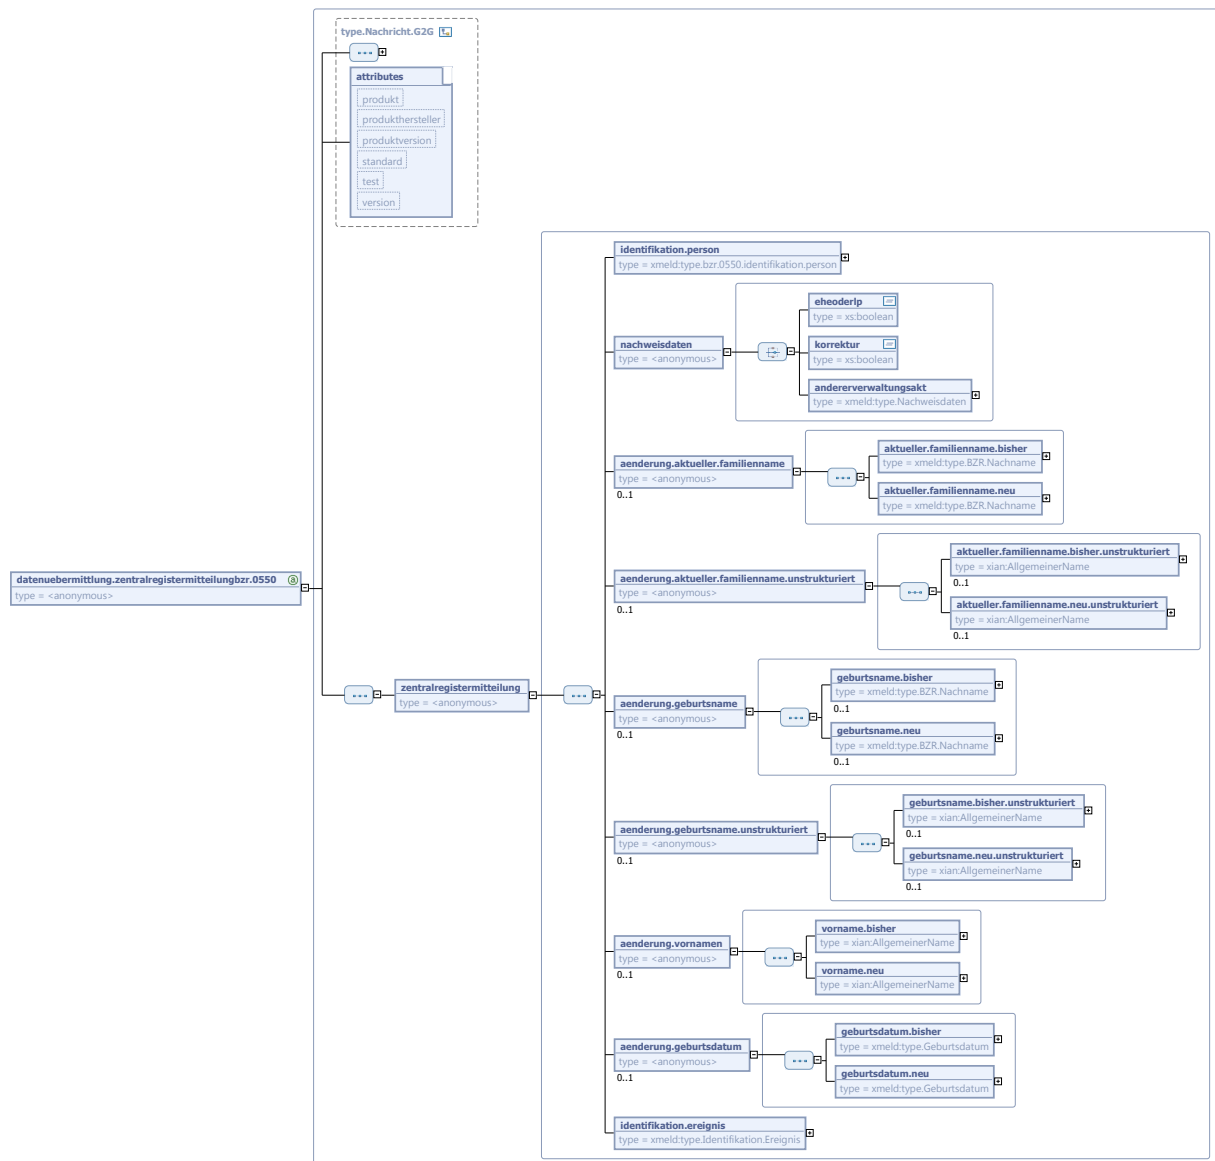 type.Nachricht.G2G
attributes
produkt
produkthersteller
produktversion
standard
test
version
identifikation.person
type = xmeld:type.bzr.0550.identifikation.person
eheoderlp
type = xs:boolean
nachweisdaten
type = <anonymous>
korrektur
type = xs:boolean
andererverwaltungsakt
type = xmeld:type.Nachweisdaten
aenderung.aktueller.familienname
type = <anonymous>
0..1
aktueller.familienname.bisher
type = xmeld:type.BZR.Nachname
aktueller.familienname.neu
type = xmeld:type.BZR.Nachname
datenuebermittlung.zentralregistermitteilungbzr.0550
type = <anonymous>
aenderung.aktueller.familienname.unstrukturiert
type = <anonymous>
0..1
aktueller.familienname.bisher.unstrukturiert
type = xian:AllgemeinerName
0..1
aktueller.familienname.neu.unstrukturiert
type = xian:AllgemeinerName
0..1
zentralregistermitteilung
type = <anonymous>
aenderung.geburtsname
type = <anonymous>
0..1
geburtsname.bisher
type = xmeld:type.BZR.Nachname
0..1
geburtsname.neu
type = xmeld:type.BZR.Nachname
0..1
aenderung.geburtsname.unstrukturiert
type = <anonymous>
0..1
geburtsname.bisher.unstrukturiert
type = xian:AllgemeinerName
0..1
geburtsname.neu.unstrukturiert
type = xian:AllgemeinerName
0..1
aenderung.vornamen
type = <anonymous>
0..1
vorname.bisher
type = xian:AllgemeinerName
vorname.neu
type = xian:AllgemeinerName
aenderung.geburtsdatum
type = <anonymous>
0..1
geburtsdatum.bisher
type = xmeld:type.Geburtsdatum
geburtsdatum.neu
type = xmeld:type.Geburtsdatum
identifikation.ereignis
type = xmeld:type.Identifikation.Ereignis